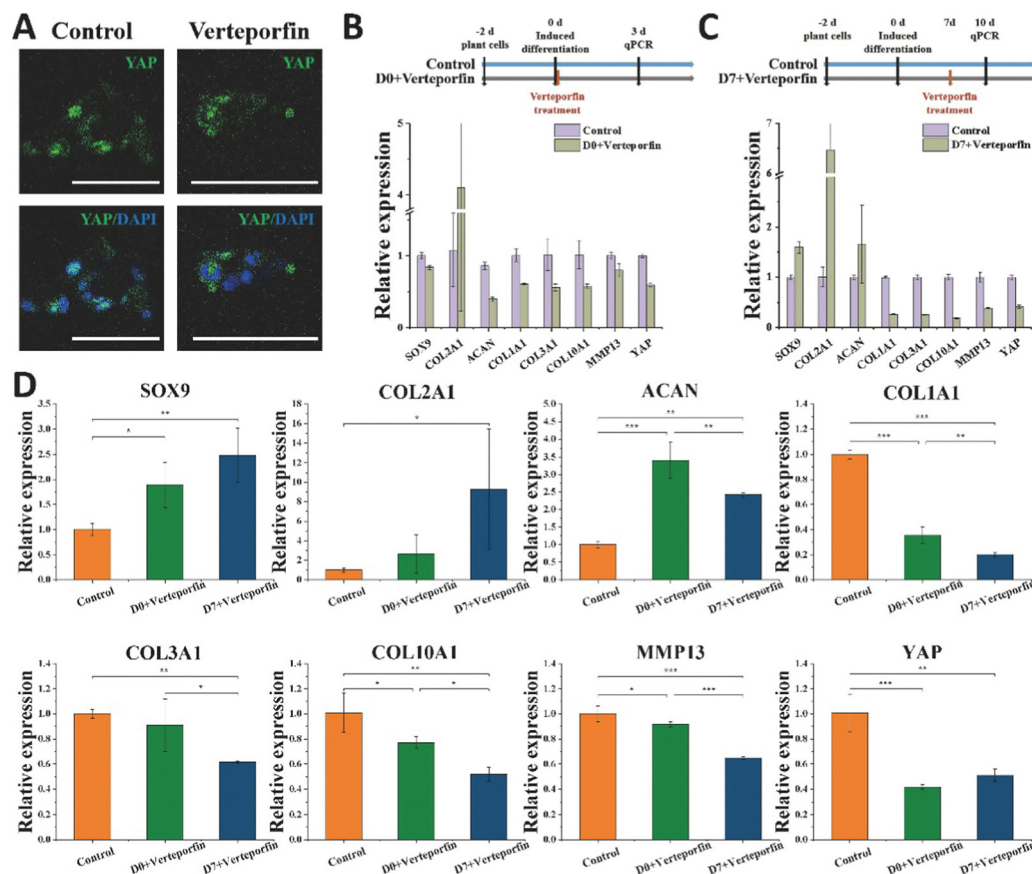 A
Control
Verteporfin
YAP
YAP
YAP/DAPI
YAP/DAPI
B
-2 d
plant cells
0 d
Induced differentiation
3 d
qPCR
Control
D0+Verteporfin
Verteporfin
treatment
Control
D0+Verteporfin
Relative expression
5
4
1
0
SOX9
COL2A1
ACAN
COL1A1
COL3A1
COL10A1
MMP13
YAP
C
-2 d
plant cells
0 d
Induced differentiation
7d
10 d
qPCR
Control
D7+Verteporfin
Verteporfin
treatment
Control
D7+Verteporfin
Relative expression
7
6
2
1
0
SOX9
COL2A1
ACAN
COL1A1
COL3A1
COL10A1
MMP13
YAP
D
SOX9
Relative expression
3.5
3.0
2.5
2.0
1.5
1.0
0.5
0.0
**
*
Control
D0+Verteporfin
D7+Verteporfin
COL2A1
Relative expression
16
14
12
10
8
6
4
2
0
*
Control
D0+Verteporfin
D7+Verteporfin
ACAN
Relative expression
5.0
4.5
3.5
3.0
2.5
2.0
1.5
1.0
0.5
0.0
**
***
**
Control
D0+Verteporfin
D7+Verteporfin
COL1A1
Relative expression
1.4
1.2
1.0
0.8
0.6
0.4
0.2
0.0
***
***
**
Control
D0+Verteporfin
D7+Verteporfin
COL3A1
Relative expression
1.4
1.2
1.0
0.8
0.6
0.4
0.2
0.0
**
*
Control
D0+Verteporfin
D7+Verteporfin
COL10A1
Relative expression
1.4
1.2
1.0
0.8
0.6
0.4
0.2
0.0
**
*
*
Control
D0+Verteporfin
D7+Verteporfin
MMP13
Relative expression
1.4
1.2
1.0
0.8
0.6
0.4
0.2
0.0
***
*
***
Control
D0+Verteporfin
D7+Verteporfin
YAP
Relative expression
1.4
1.2
1.0
0.8
0.6
0.4
0.2
0.0
**
***
Control
D0+Verteporfin
D7+Verteporfin